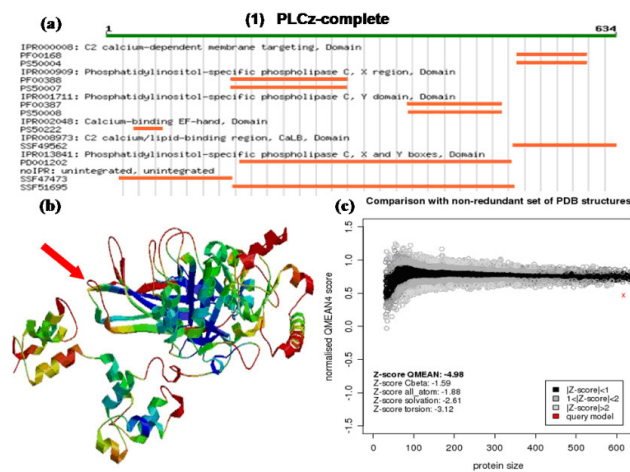 (a)
(1) PLCz-complete
1
634
IPR000008: C2 calcium-dependent membrane targeting, Domain
PF00168
PS50004
IPR000909: Phosphatidylinositol-specific phospholipase C, X region, Domain
PF00388
PS50007
IPR001711: Phosphatidylinositol-specific phospholipase C, Y domain, Domain
PF00387
PS50008
IPR002048: Calcium-binding EF-hand, Domain
PS50222
IPR008973: C2 calcium/lipid-binding region, CaLB, Domain
SSF49562
IPR013841: Phosphatidylinositol-specific phospholipase C, X and Y boxes, Domain
PD001202
noIPR: unintegrated, unintegrated
SSF47473
SSF51695
(b)
(c)
Comparison with non-redundant set of PDB structures
normalised QMEAN4 score
1.5
1.0
0.5
0.0
-0.5
-1.0
-1.5
x
Z-score QMEAN: -4.98
Z-score Cbeta: -1.59
Z-score all_atom: -1.88
Z-score solvation: -2.61
Z-score torsion: -3.12
|Z-score|<1
1<|Z-score|<2
|Z-score|>2
query model
0 100 200 300 400 500 600
protein size